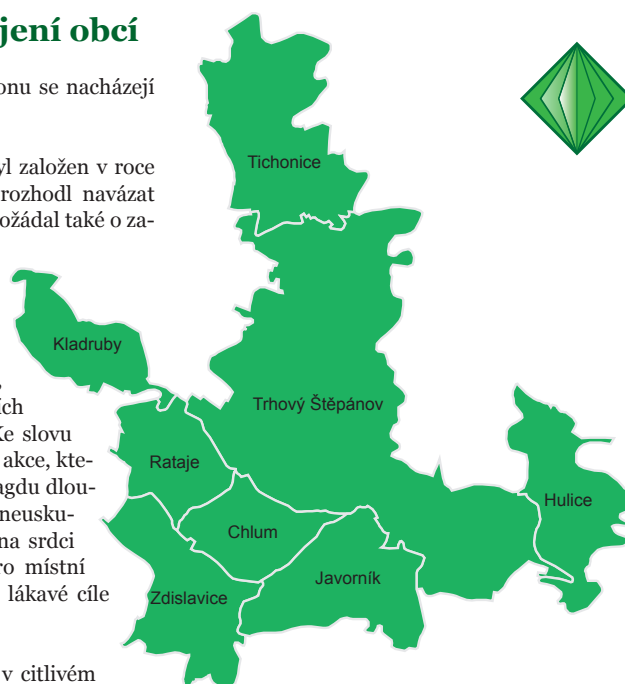 jení obcí
onu se nacházejí
yl založen v roce
rozhodl navázat
ožádal také o za-
ích
Ke slovu
akce, kte-
agdu dlou-
neusku-
na srdci
ro místní
lákavé cíle
v citlivém
Tichonice
Kladruby
Trhový Štěpánov
Rataje
Hulice
Chlum
Javorník
Zdislavice